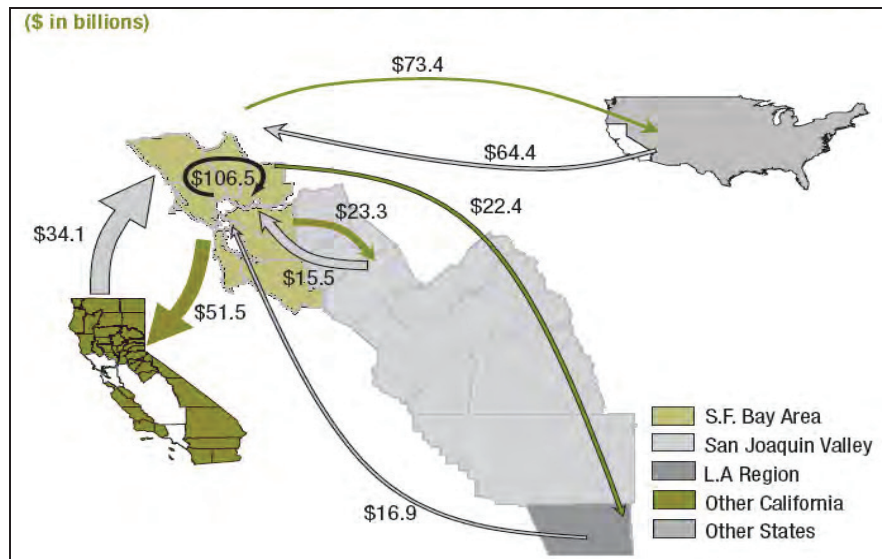 ($ in billions)
$73.4
$64.4
$106.5
$34.1
$23.3
$22.4
$15.5
$51.5
$16.9
S.F. Bay Area
San Joaquin Valley
L.A Region
Other California
Other States